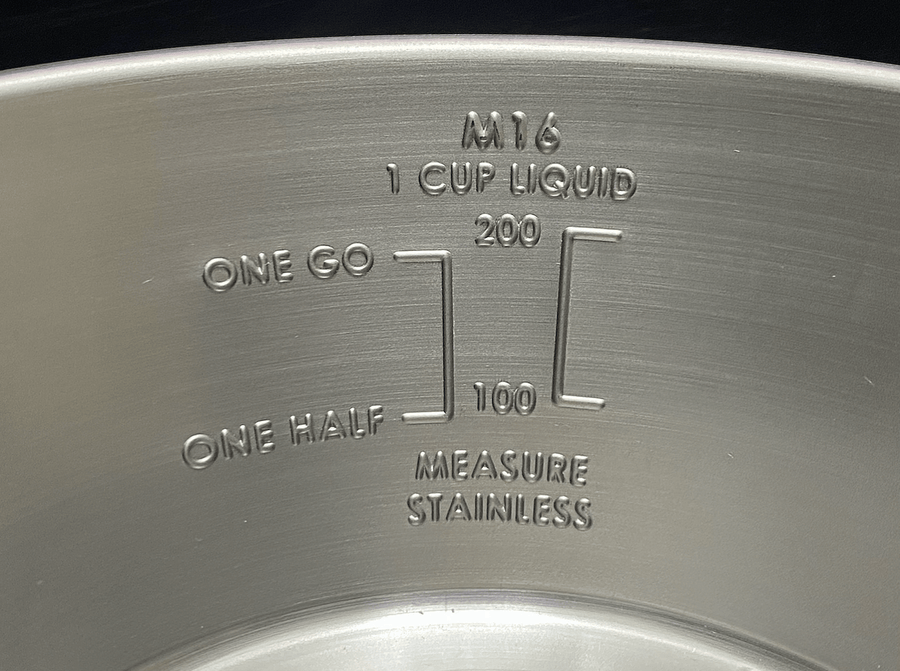 M16
1 CUP LIQUID
200
ONE GO
100
ONE HALF
MEASURE
STAINLESS